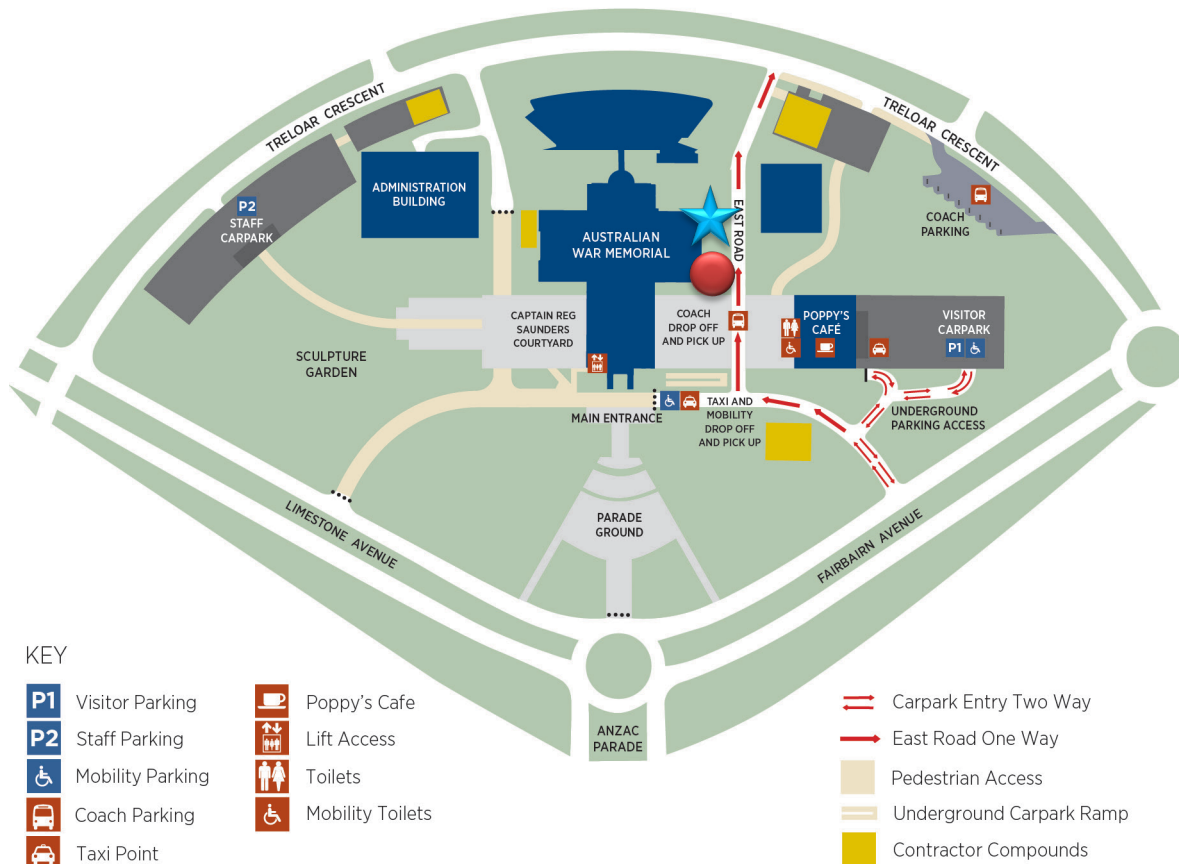 TRELOAR CRESCENT
TRELOAR CRESCENT
P2
STAFF
CARPARK
ADMINISTRATION
BUILDING
AUSTRALIAN
WAR MEMORIAL
EAST ROAD
COACH
PARKING
CAPTAIN REG
SAUNDERS
COURTYARD
COACH
DROP OFF
AND PICK UP
POPPY'S
CAFÉ
VISITOR
CARPARK
P1
SCULPTURE
GARDEN
MAIN ENTRANCE
TAXI AND
MOBILITY
DROP OFF
AND PICK UP
UNDERGROUND
PARKING ACCESS
LIMESTONE AVENUE
PARADE
GROUND
FAIRBAIRN AVENUE
ANZAC
PARADE
KEY
P1 Visitor Parking
P2 Staff Parking
Mobility Parking
Coach Parking
Taxi Point
Poppy's Cafe
Lift Access
Toilets
Mobility Toilets
Carpark Entry Two Way
East Road One Way
Pedestrian Access
Underground Carpark Ramp
Contractor Compounds